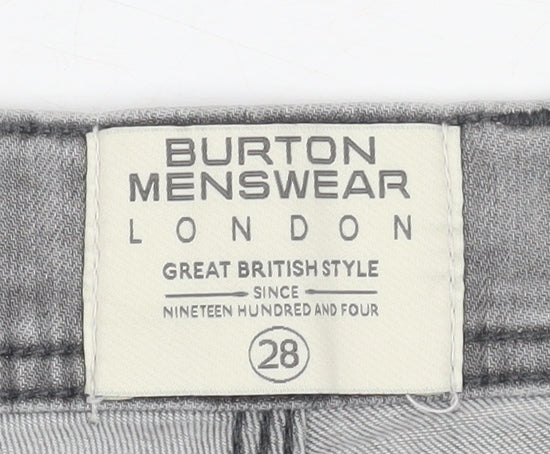 BURTON
MENSWEAR
LONDON
GREAT BRITISH STYLE
SINCE
NINETEEN HUNDRED AND FOUR
28